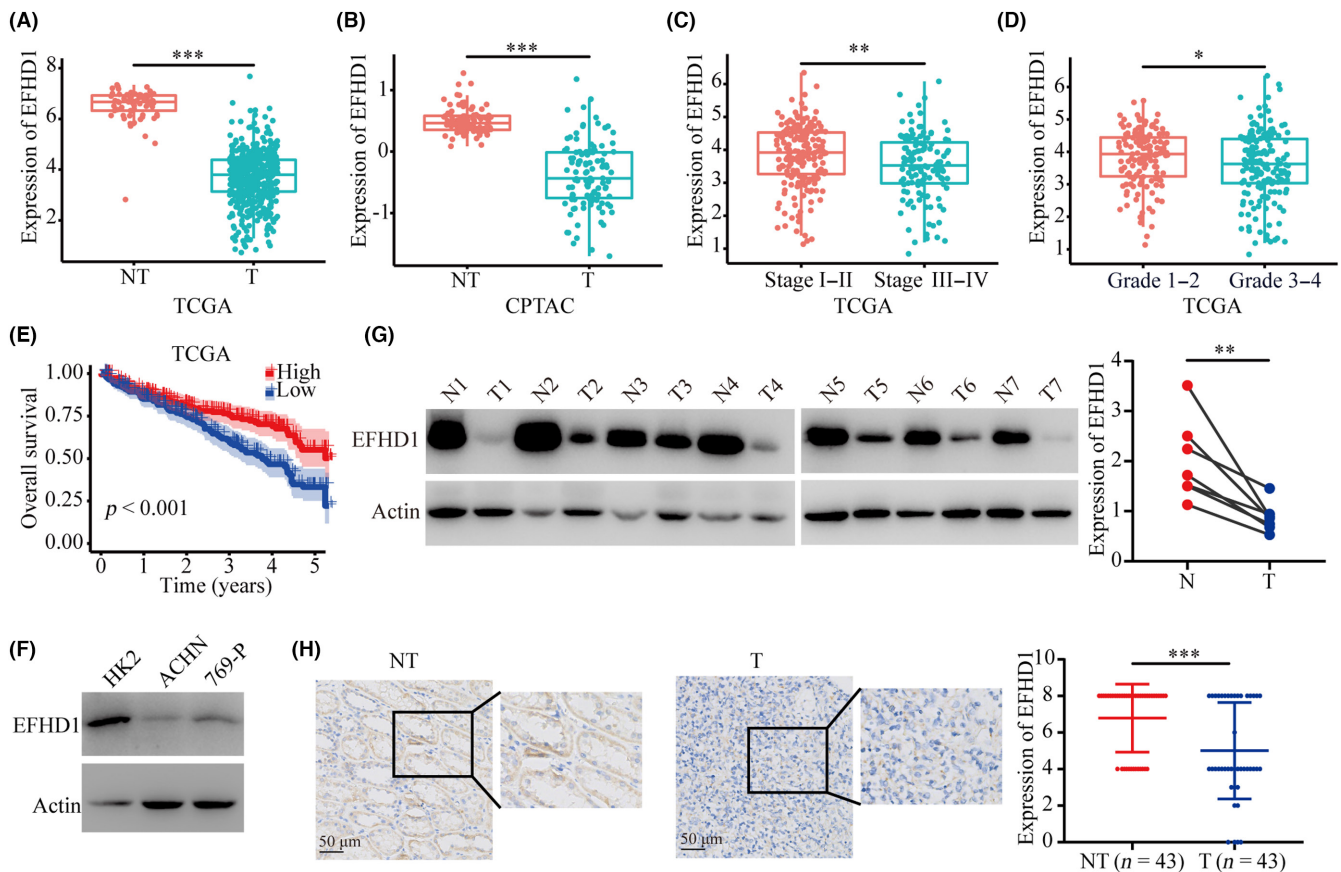 (A)
Expression of EFHD1
8
6
4
2
***
NT
T
TCGA
(B)
Expression of EFHD1
1
0
-1
***
NT
T
CPTAC
(C)
Expression of EFHD1
6
5
4
3
2
1
**
Stage I–II
Stage III–IV
TCGA
(D)
Expression of EFHD1
6
5
4
3
2
1
*
Grade 1–2
Grade 3–4
TCGA
(E)
TCGA
High
Low
Overall survival
1.00
0.75
0.50
0.25
0.00
p < 0.001
0 1 2 3 4 5
Time (years)
(G)
N1 T1 N2 T2 N3 T3 N4 T4
N5 T5 N6 T6 N7 T7
EFHD1
Actin
Expression of EFHD1
4
3
2
1
0
**
N
T
(F)
HK2 ACHN 769-P
EFHD1
Actin
(H)
NT
50 μm
T
50 μm
Expression of EFHD1
10
8
6
4
2
0
***
NT (n = 43)
T (n = 43)